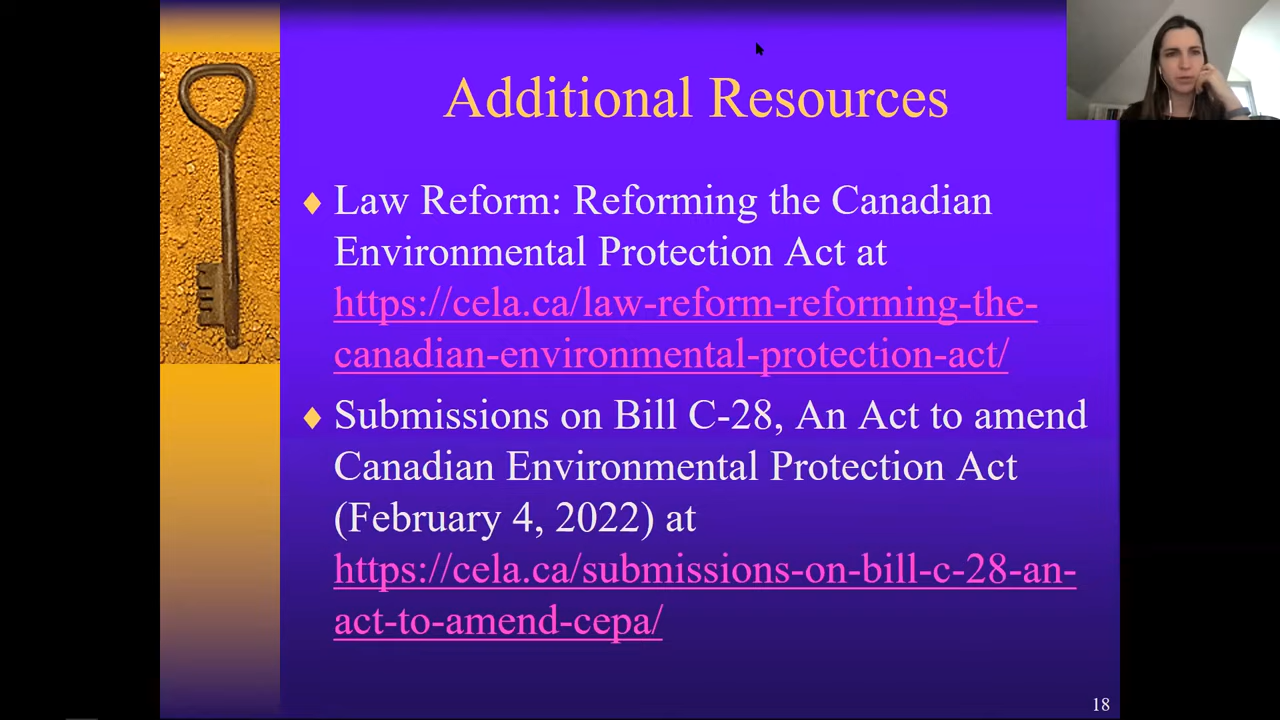 Additional Resources
Law Reform: Reforming the Canadian
Environmental Protection Act at
https://cela.ca/law-reform-reforming-the-
canadian-environmental-protection-act/
Submissions on Bill C-28, An Act to amend
Canadian Environmental Protection Act
(February 4, 2022) at
https://cela.ca/submissions-on-bill-c-28-an-
act-to-amend-cepa/
18